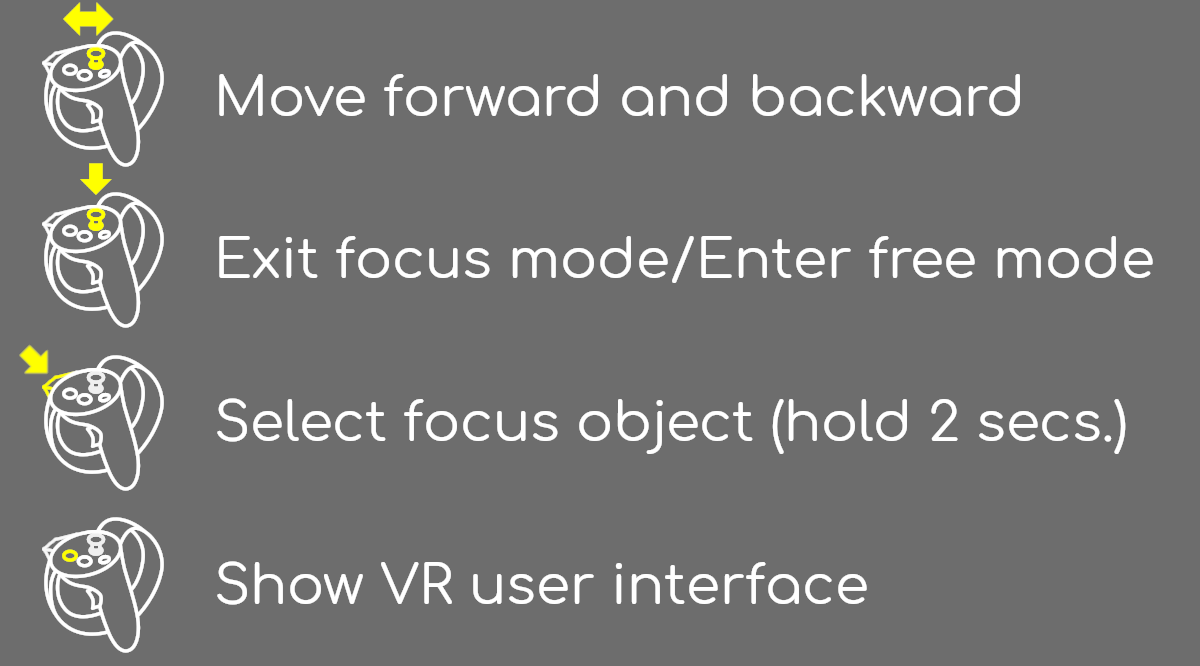 Move forward and backward
Exit focus mode/Enter free mode
Select focus object (hold 2 secs.)
Show VR user interface